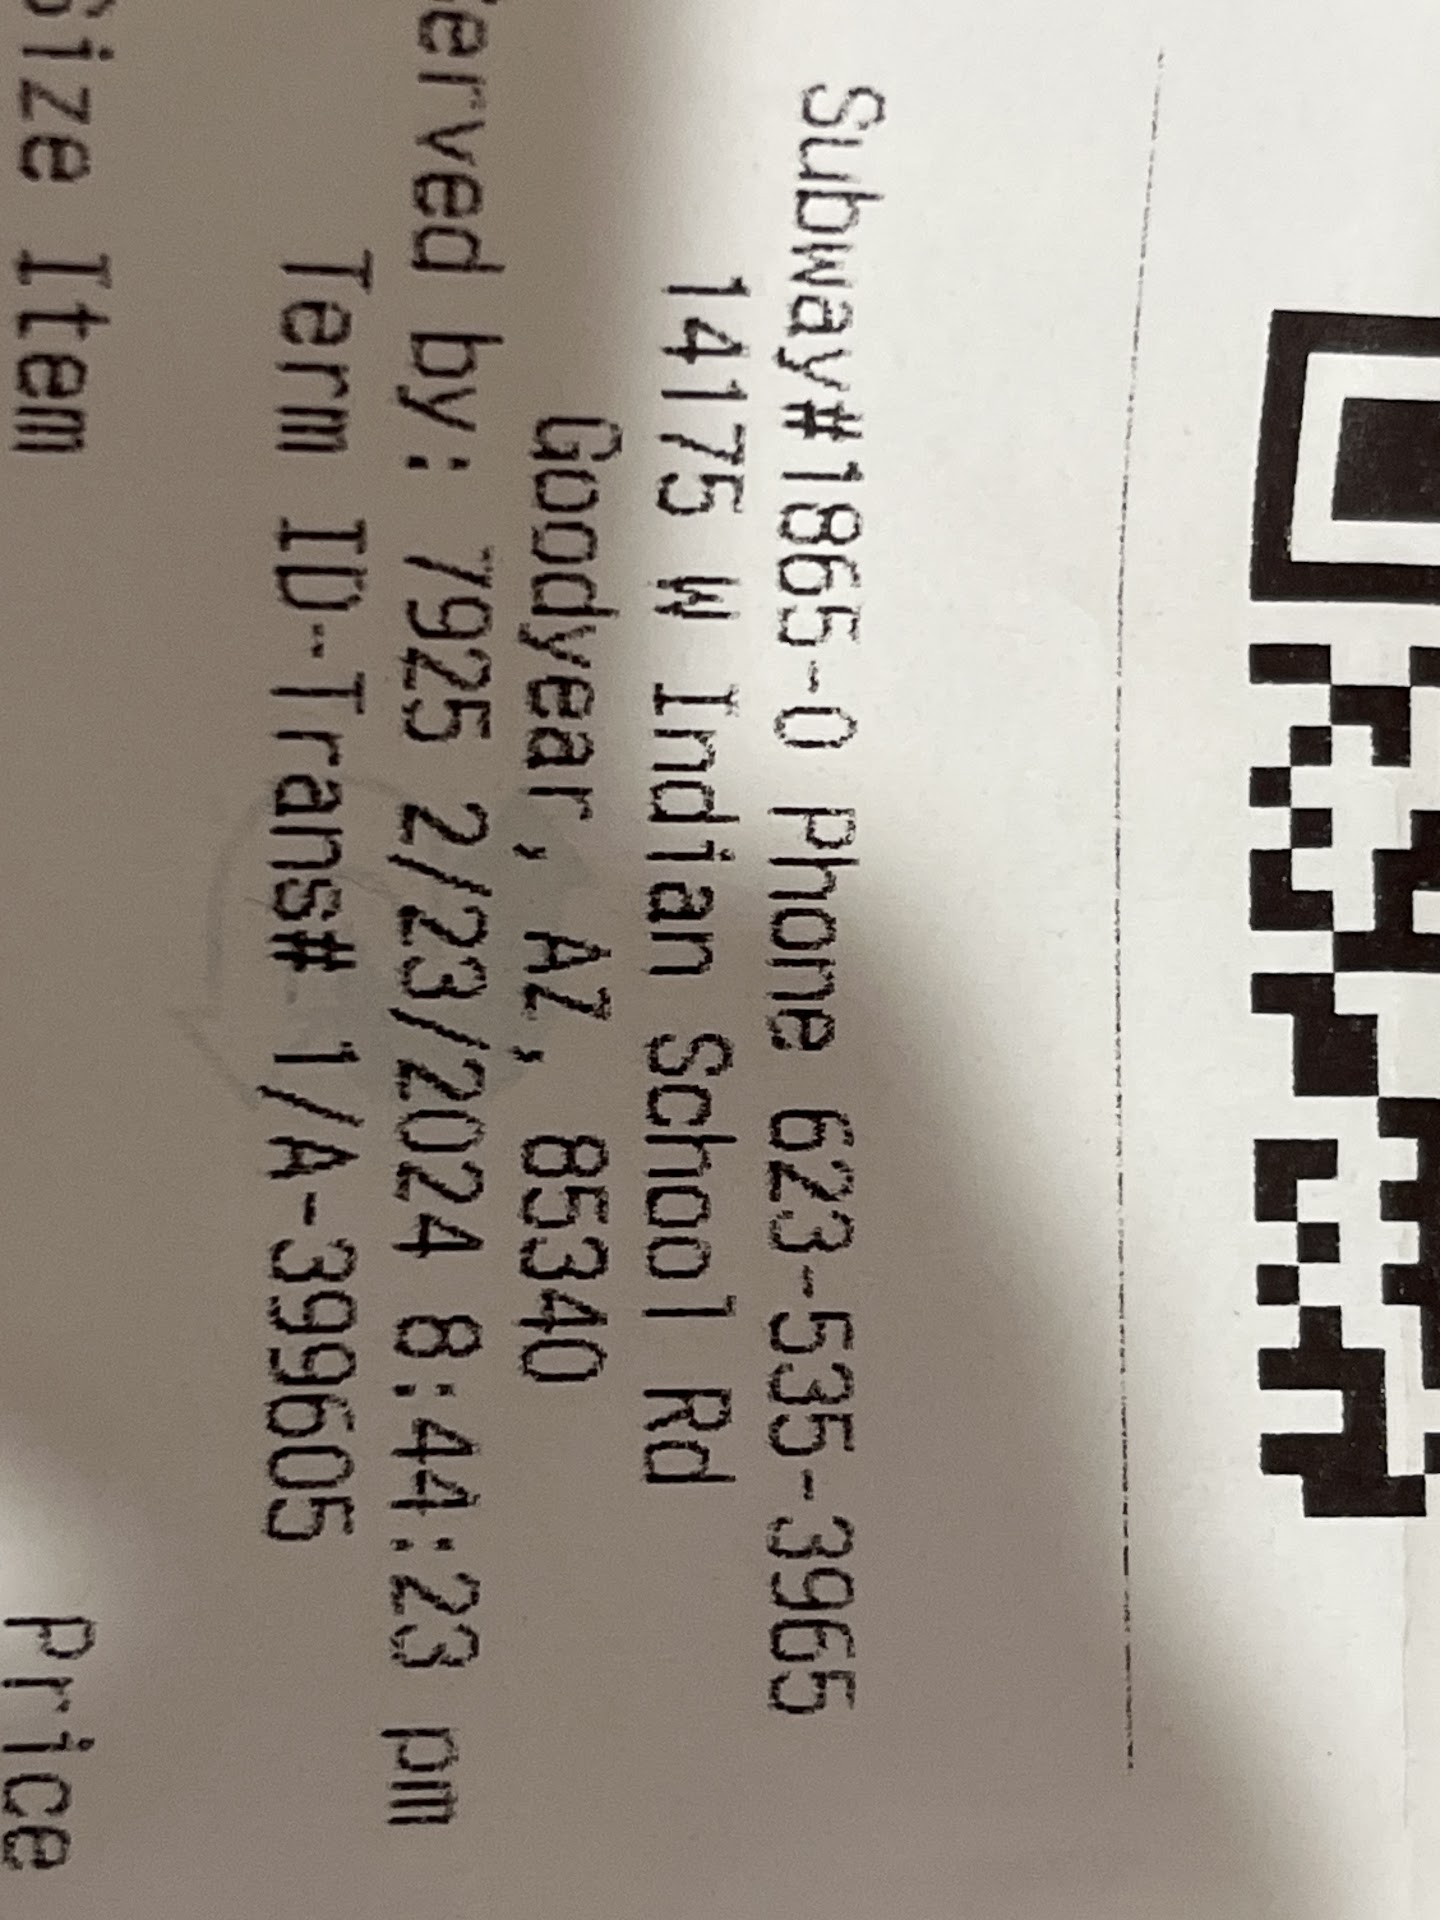 Subway#1865-0 Phone 623-535-3965
14175 W Indian School Rd
Goodyear, AZ, 85340
erved by: 7925 2/23/2024 8:44:23 pm
Term ID-Trans# 1/A-399605
Size Item Price